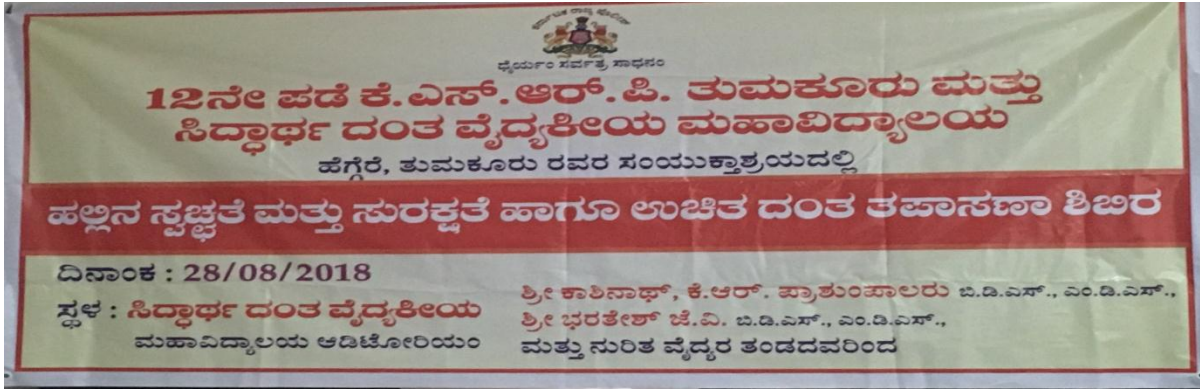 ಕರ್ನಾಟಕ ರಾಜ್ಯ ಪೊಲೀಸ್
ಧೈರ್ಯಂ ಸರ್ವತ್ರ ಸಾಧನಂ
12ನೇ ಪಡೆ ಕೆ.ಎಸ್.ಆರ್.ಪಿ. ತುಮಕೂರು ಮತ್ತು
ಸಿದ್ಧಾರ್ಥ ದಂತ ವೈದ್ಯಕೀಯ ಮಹಾವಿದ್ಯಾಲಯ
ಹೆಗ್ಗೆರೆ, ತುಮಕೂರು ರವರ ಸಂಯುಕ್ತಾಶ್ರಯದಲ್ಲಿ
ಹಲ್ಲಿನ ಸ್ವಚ್ಛತೆ ಮತ್ತು ಸುರಕ್ಷತೆ ಹಾಗೂ ಉಚಿತ ದಂತ ತಪಾಸಣಾ ಶಿಬಿರ
ದಿನಾಂಕ : 28/08/2018
ಸ್ಥಳ : ಸಿದ್ಧಾರ್ಥ ದಂತ ವೈದ್ಯಕೀಯ
ಮಹಾವಿದ್ಯಾಲಯ ಆಡಿಟೋರಿಯಂ
ಶ್ರೀ ಕಾಶಿನಾಥ್, ಕೆ.ಆರ್. ಪ್ರಾಶುಂಪಾಲರು ಬಿ.ಡಿ.ಎಸ್., ಎಂ.ಡಿ.ಎಸ್.,
ಶ್ರೀ ಭರತೇಶ್ ಜೆ.ವಿ. ಬಿ.ಡಿ.ಎಸ್., ಎಂ.ಡಿ.ಎಸ್.,
ಮತ್ತು ನುರಿತ ವೈದ್ಯರ ತಂಡದವರಿಂದ